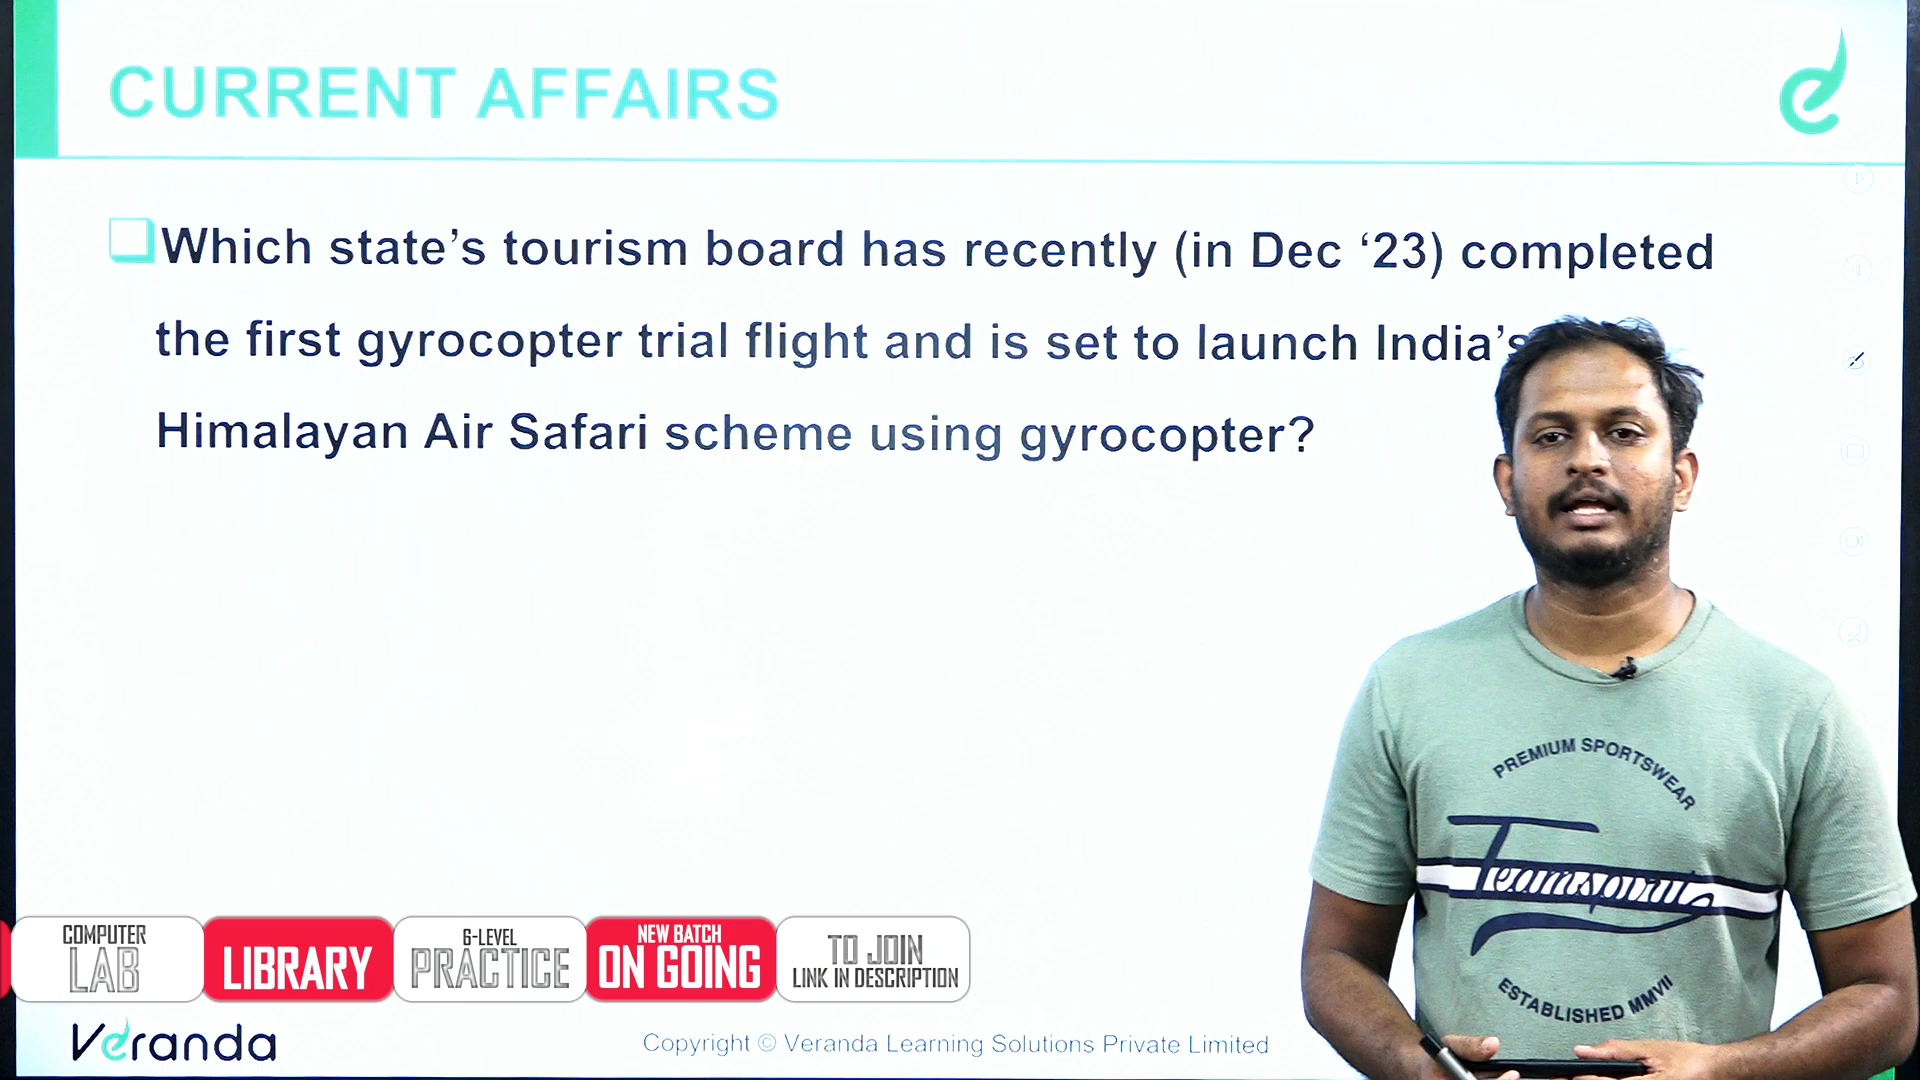 CURRENT AFFAIRS
Which state’s tourism board has recently (in Dec ‘23) completed
the first gyrocopter trial flight and is set to launch India’s
Himalayan Air Safari scheme using gyrocopter?
PREMIUM SPORTSWEAR
ESTABLISHED MMVII
COMPUTER
LAB
LIBRARY
6-LEVEL
PRACTICE
NEW BATCH
ON GOING
TO JOIN
LINK IN DESCRIPTION
Veranda
Copyright © Veranda Learning Solutions Private Limited